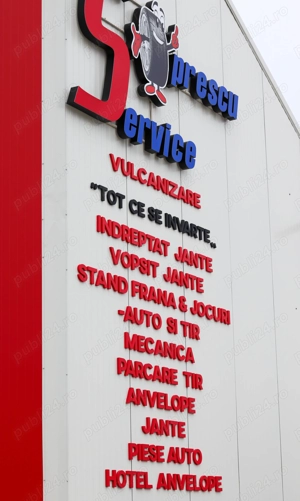 Oprescu
Service
VULCANIZARE
"TOT CE SE INVARTE,,
INDREPTAT JANTE
VOPSIT JANTE
STAND FRANA & JOCURI
-AUTO SI TIR
MECANICA
PARCARE TIR
ANVELOPE
JANTE
PIESE AUTO
HOTEL ANVELOPE